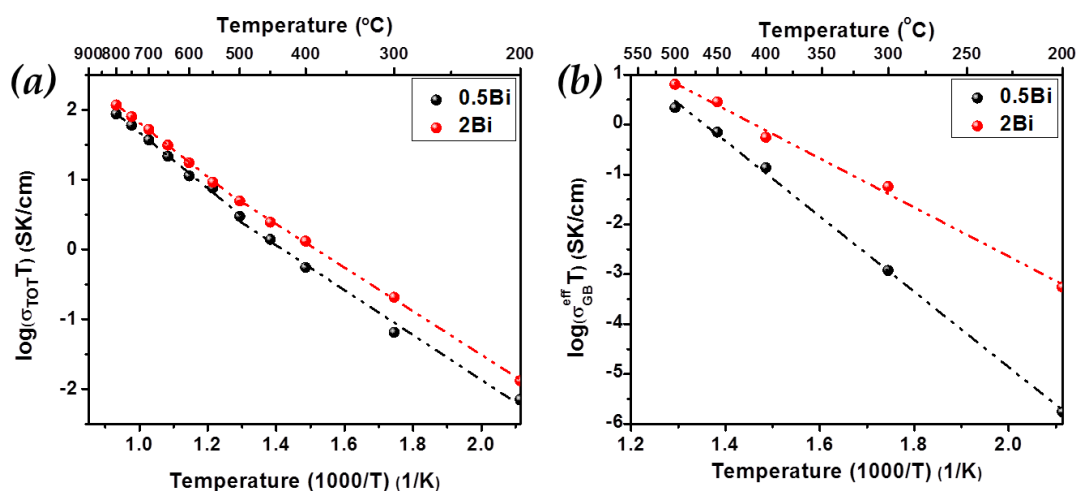 Temperature (°C)
900 800 700 600 500 400 300 200
(a)
0.5Bi
2Bi
2
1
0
-1
-2
log(σTOTT) (SK/cm)
1.0 1.2 1.4 1.6 1.8 2.0
Temperature (1000/T) (1/K)
Temperature (°C)
550 500 450 400 350 300 250 200
(b)
0.5Bi
2Bi
1
0
-1
-2
-3
-4
-5
-6
log(σGBeffT) (SK/cm)
1.2 1.4 1.6 1.8 2.0
Temperature (1000/T) (1/K)